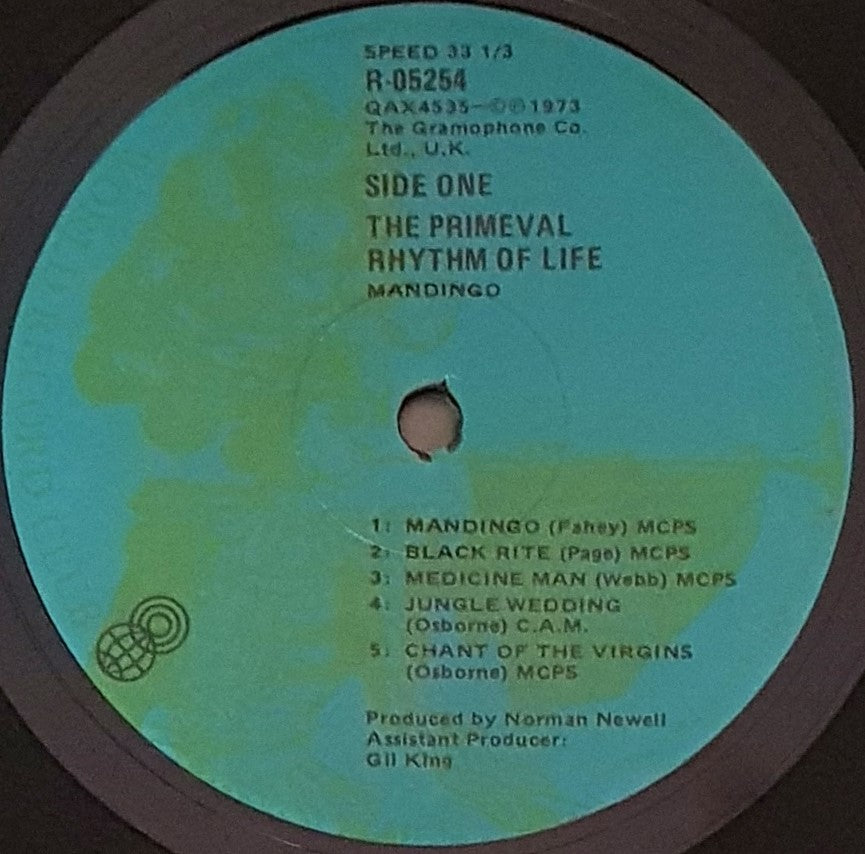 SPEED 33 1/3
R-05254
QAX4535-©℗1973
The Gramophone Co.
Ltd., U.K.
SIDE ONE
THE PRIMEVAL
RHYTHM OF LIFE
MANDINGO
1: MANDINGO (Fahey) MCPS
2: BLACK RITE (Page) MCPS
3: MEDICINE MAN (Webb) MCPS
4: JUNGLE WEDDING
(Osborne) C.A.M.
5: CHANT OF THE VIRGINS
(Osborne) MCPS
Produced by Norman Newell
Assistant Producer:
Gil King